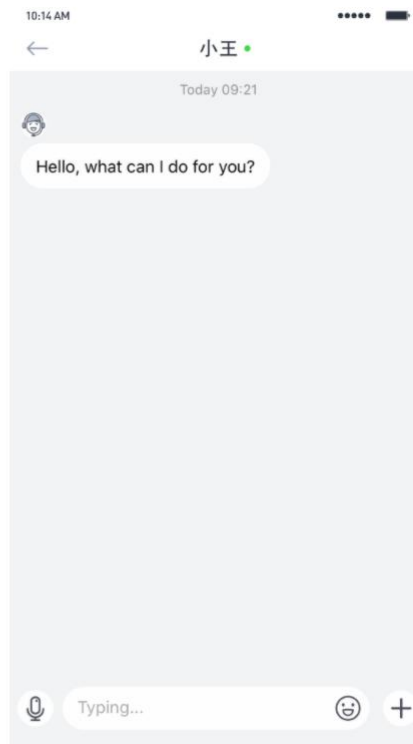 10:14 AM
小王
Today 09:21
Hello, what can I do for you?
Typing...